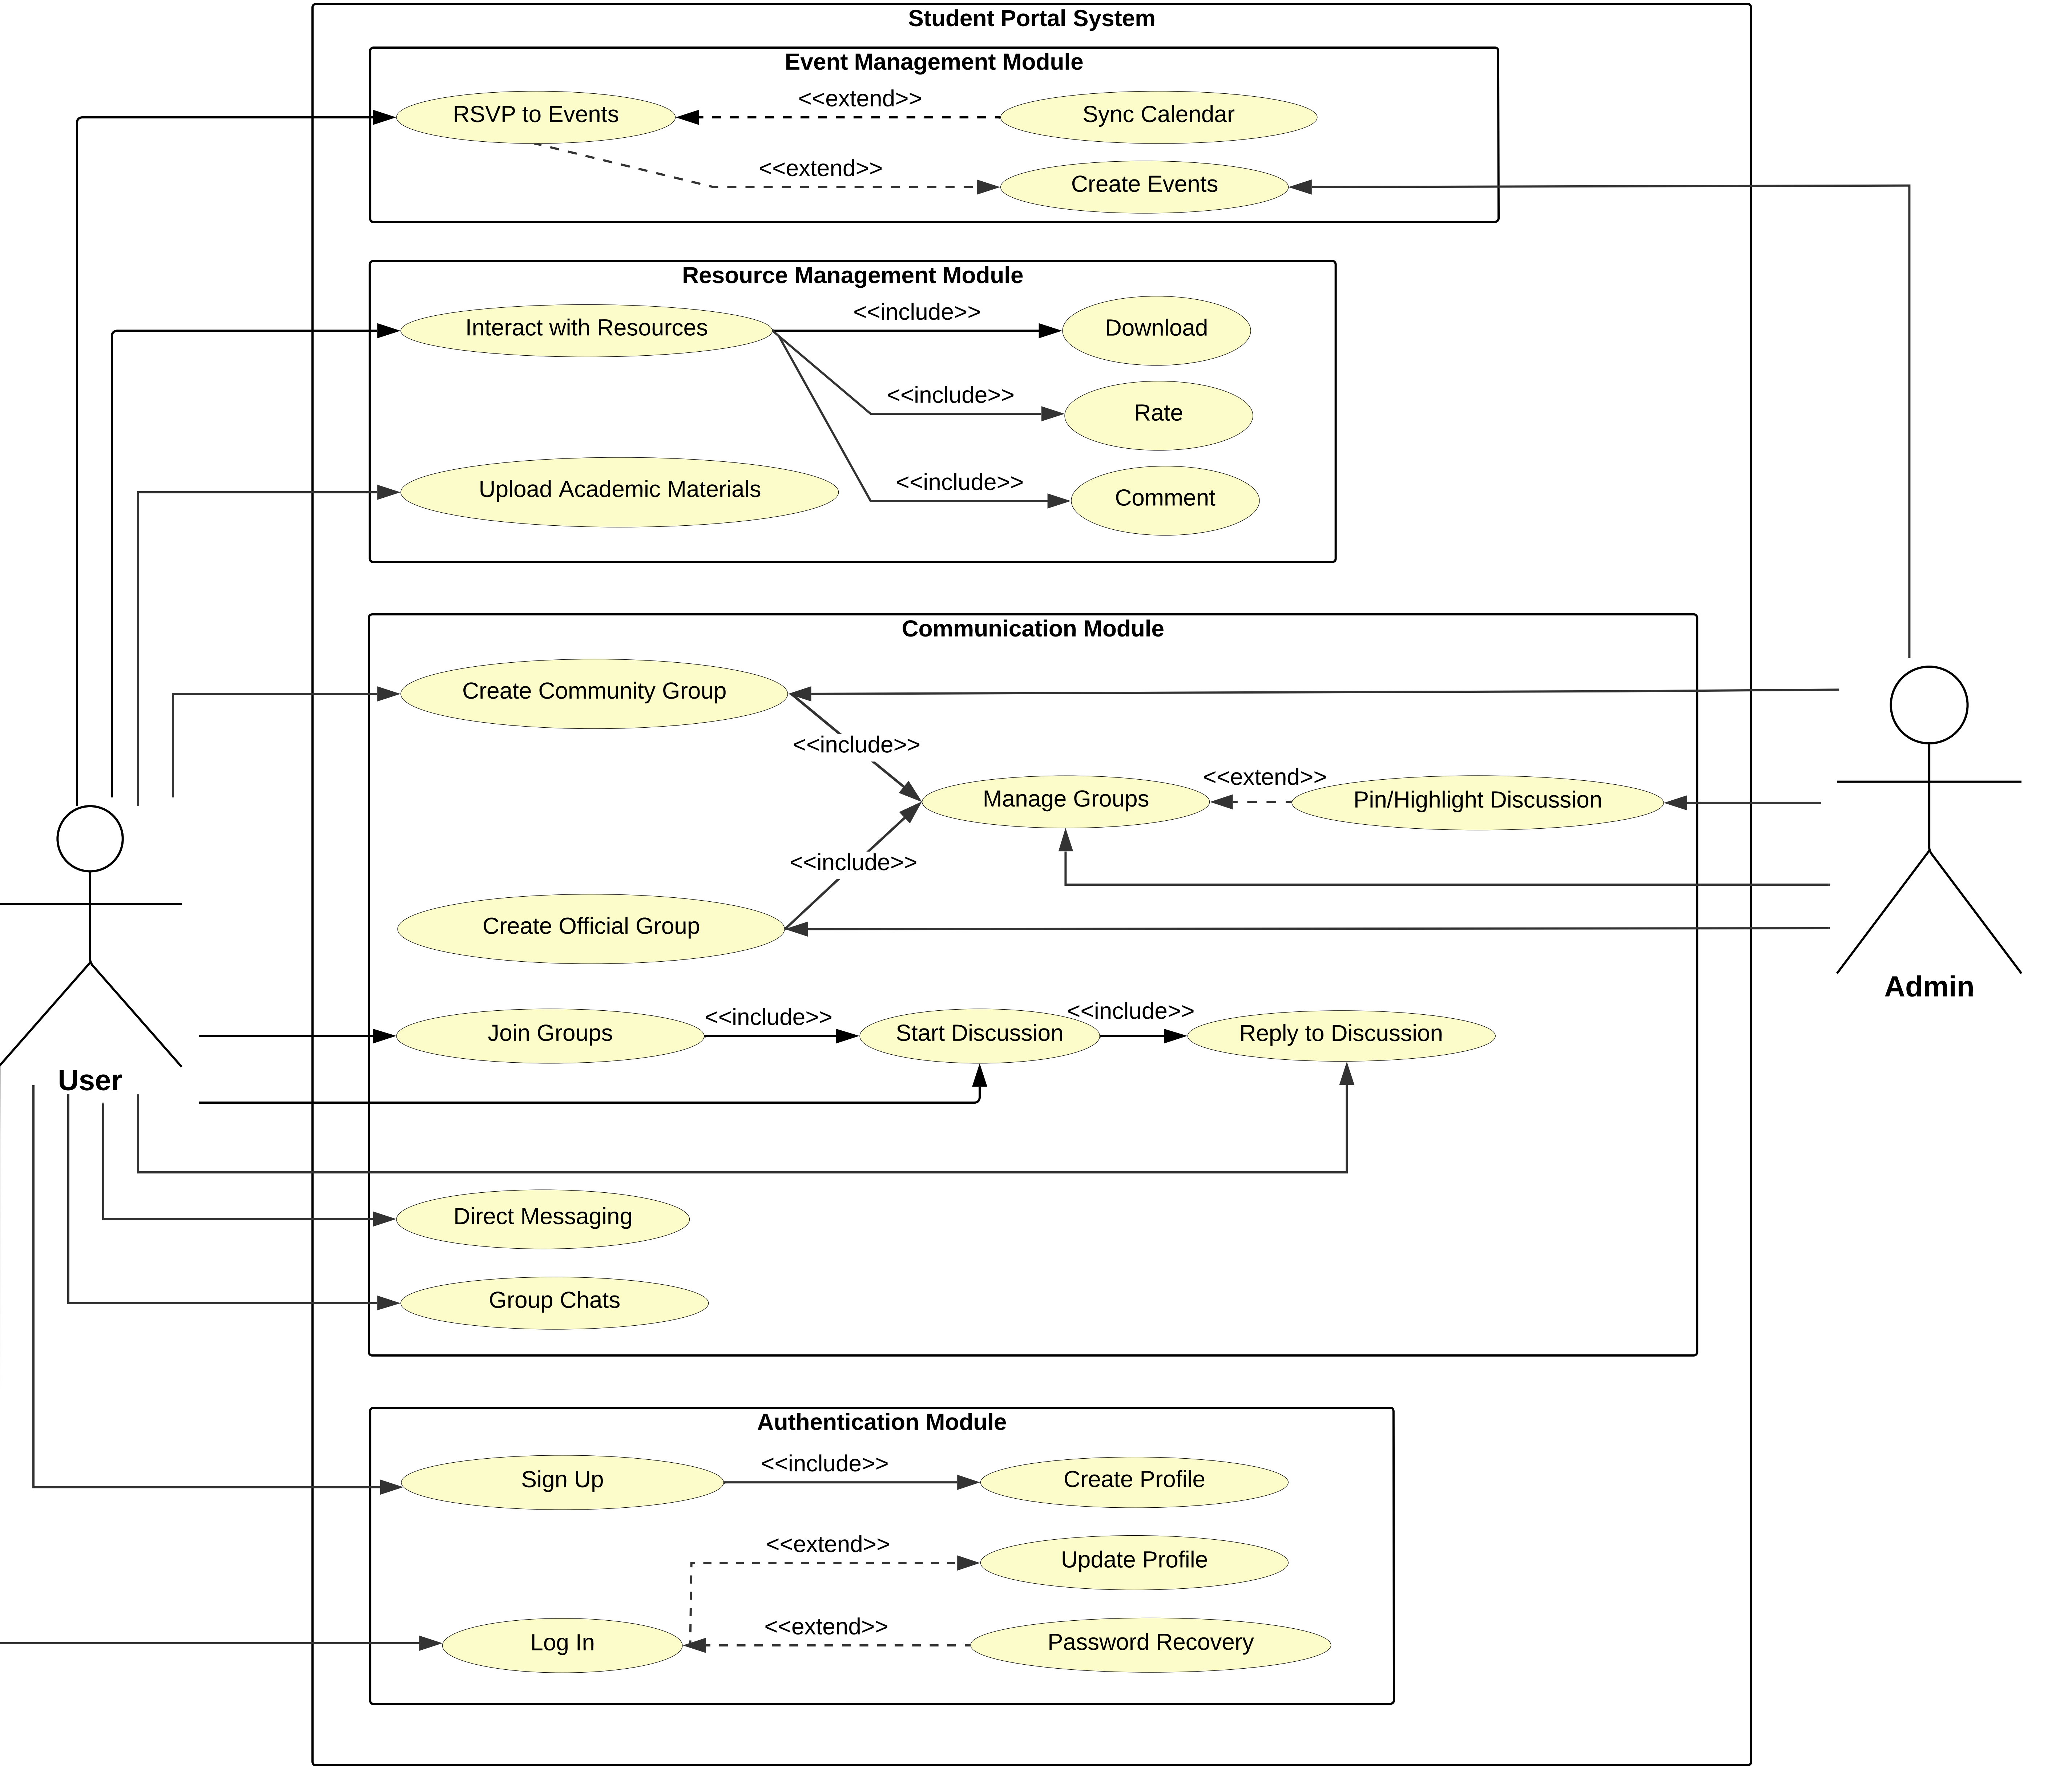 Student Portal System
Event Management Module
RSVP to Events
<<extend>>
Sync Calendar
<<extend>>
Create Events
Resource Management Module
Interact with Resources
<<include>>
Download
<<include>>
Rate
Upload Academic Materials
<<include>>
Comment
Communication Module
Create Community Group
<<include>>
Manage Groups
<<extend>>
Pin/Highlight Discussion
<<include>>
Create Official Group
Admin
Join Groups
<<include>>
Start Discussion
<<include>>
Reply to Discussion
User
Direct Messaging
Group Chats
Authentication Module
Sign Up
<<include>>
Create Profile
<<extend>>
Update Profile
Log In
<<extend>>
Password Recovery